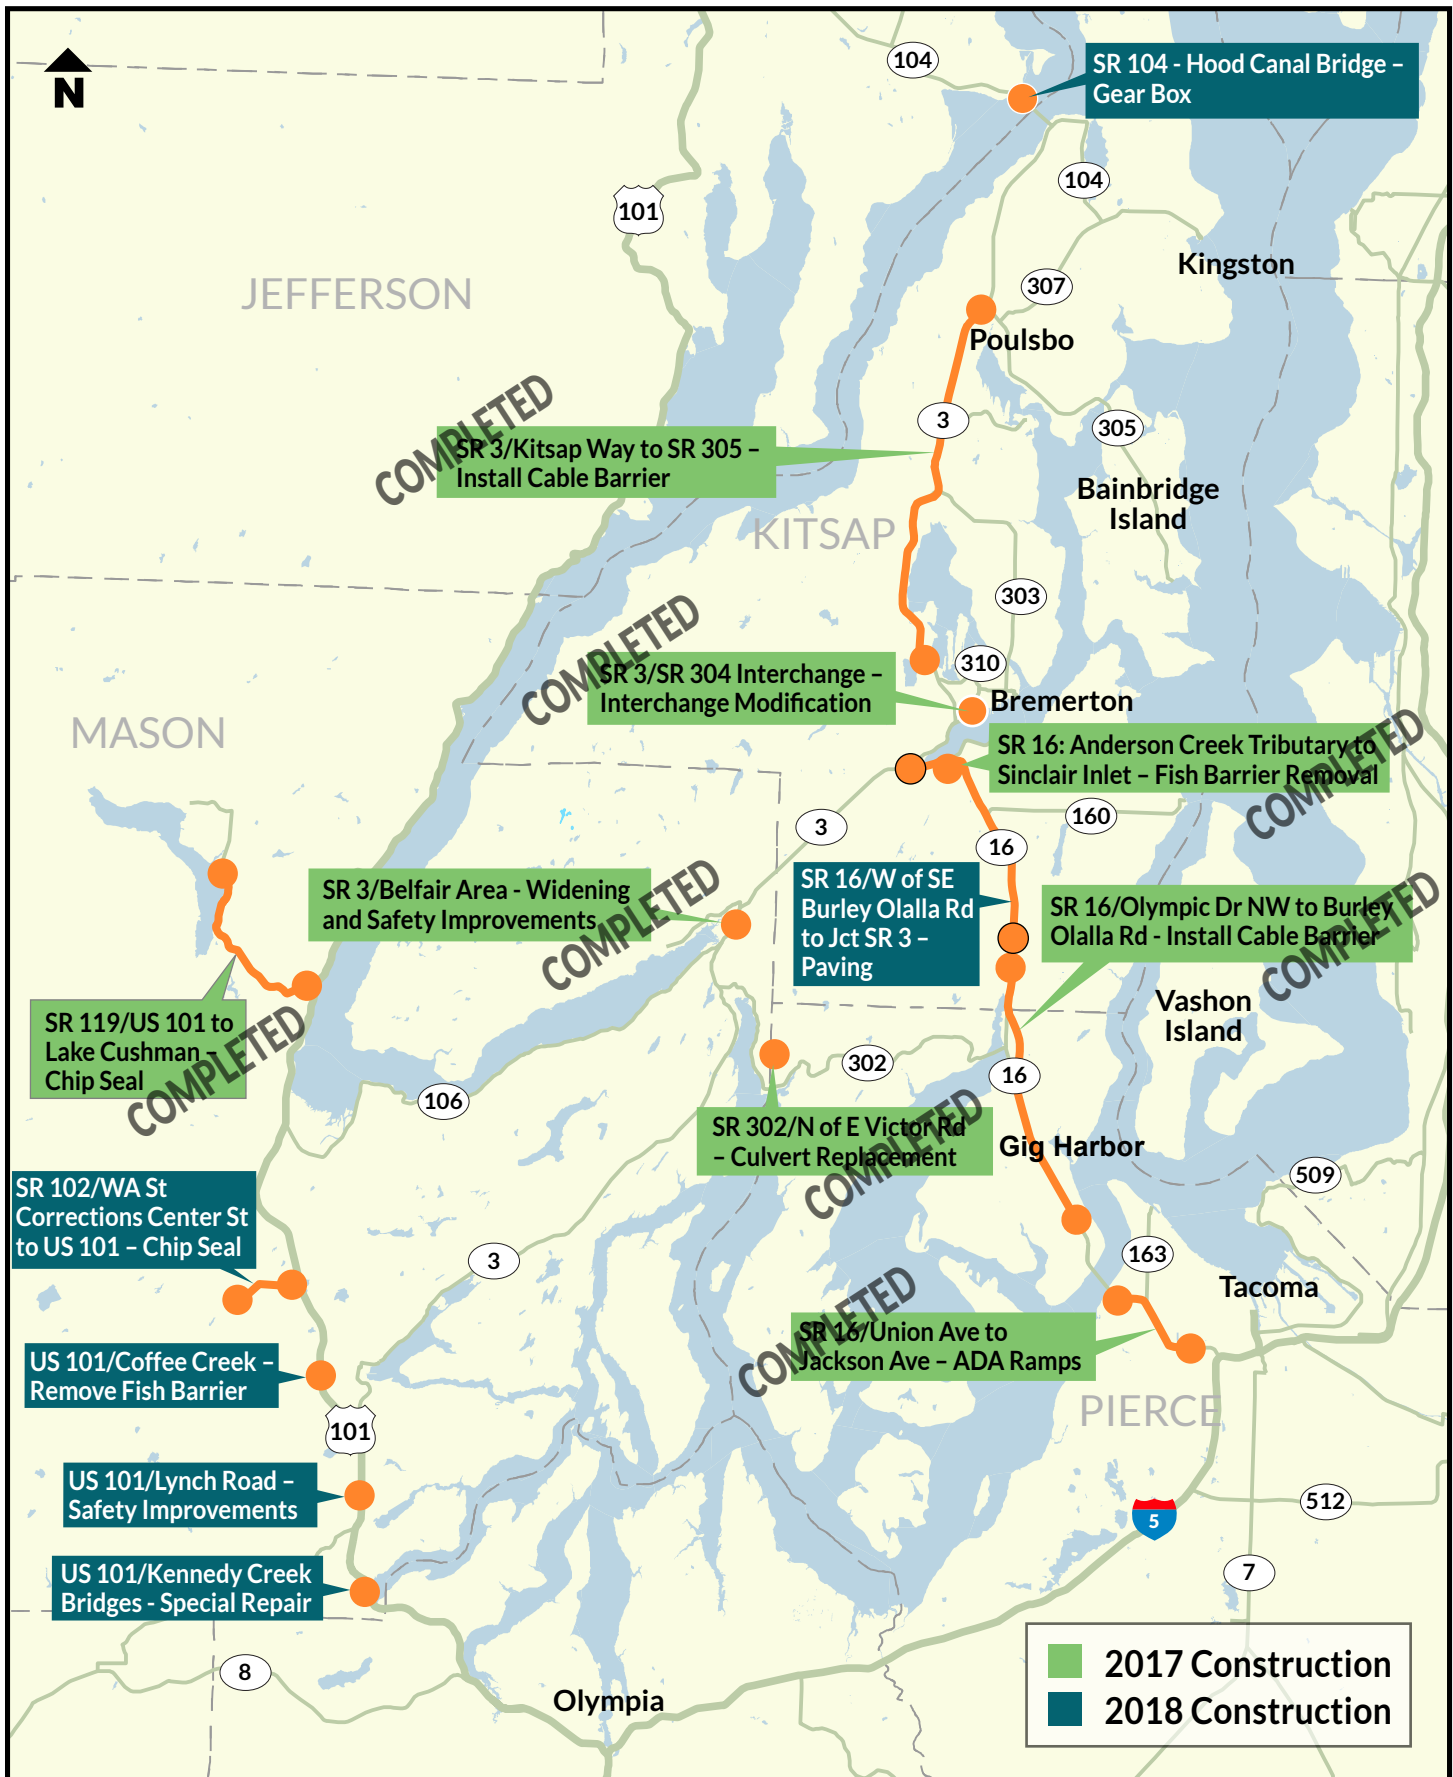 N
104
SR 104 - Hood Canal Bridge –
Gear Box
104
101
Kingston
JEFFERSON
307
Poulsbo
COMPLETED
3
305
SR 3/Kitsap Way to SR 305 –
Install Cable Barrier
Bainbridge
Island
KITSAP
303
COMPLETED
310
SR 3/SR 304 Interchange –
Interchange Modification
Bremerton
MASON
SR 16: Anderson Creek Tributary to
Sinclair Inlet – Fish Barrier Removal
COMPLETED
160
3
16
SR 3/Belfair Area - Widening
and Safety Improvements
COMPLETED
SR 16/W of SE
Burley Olalla Rd
to Jct SR 3 –
Paving
SR 16/Olympic Dr NW to Burley
Olalla Rd - Install Cable Barrier
COMPLETED
Vashon
Island
SR 119/US 101 to
Lake Cushman –
Chip Seal
COMPLETED
302
16
106
SR 302/N of E Victor Rd
– Culvert Replacement
COMPLETED
Gig Harbor
509
SR 102/WA St
Corrections Center St
to US 101 – Chip Seal
3
163
Tacoma
COMPLETED
SR 16/Union Ave to
Jackson Ave – ADA Ramps
US 101/Coffee Creek –
Remove Fish Barrier
PIERCE
101
US 101/Lynch Road –
Safety Improvements
512
5
US 101/Kennedy Creek
Bridges - Special Repair
7
8
Olympia
2017 Construction
2018 Construction